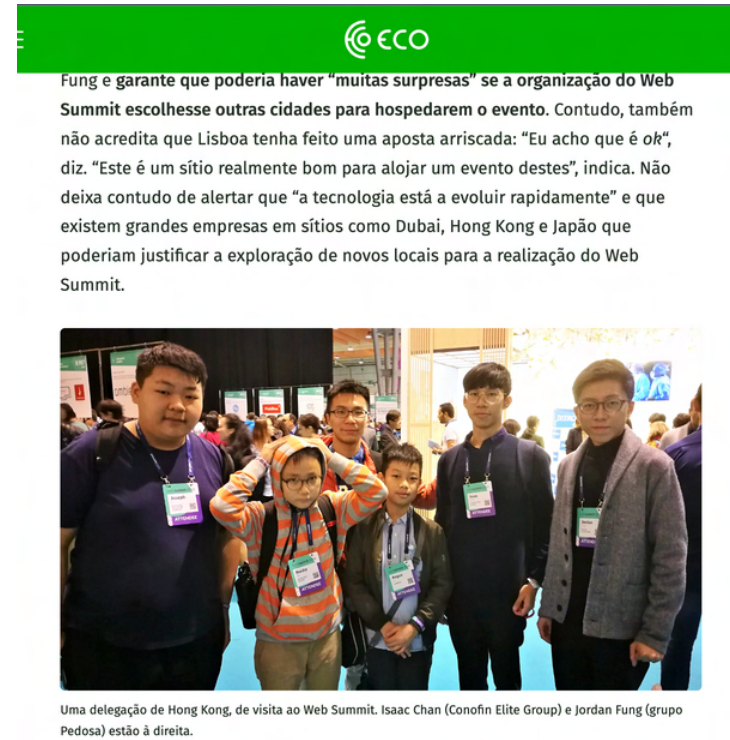 ECO
Fung e garante que poderia haver “muitas surpresas” se a organização do Web
Summit escolhesse outras cidades para hospedarem o evento. Contudo, também
não acredita que Lisboa tenha feito uma aposta arriscada: “Eu acho que é ok“,
diz. “Este é um sítio realmente bom para alojar um evento destes”, indica. Não
deixa contudo de alertar que “a tecnologia está a evoluir rapidamente” e que
existem grandes empresas em sítios como Dubai, Hong Kong e Japão que
poderiam justificar a exploração de novos locais para a realização do Web
Summit.
ATTENDEE
ATTENDEE
ATTENDEE
ATTENDEE
ATTENDEE
Uma delegação de Hong Kong, de visita ao Web Summit. Isaac Chan (Conofin Elite Group) e Jordan Fung (grupo
Pedosa) estão à direita.